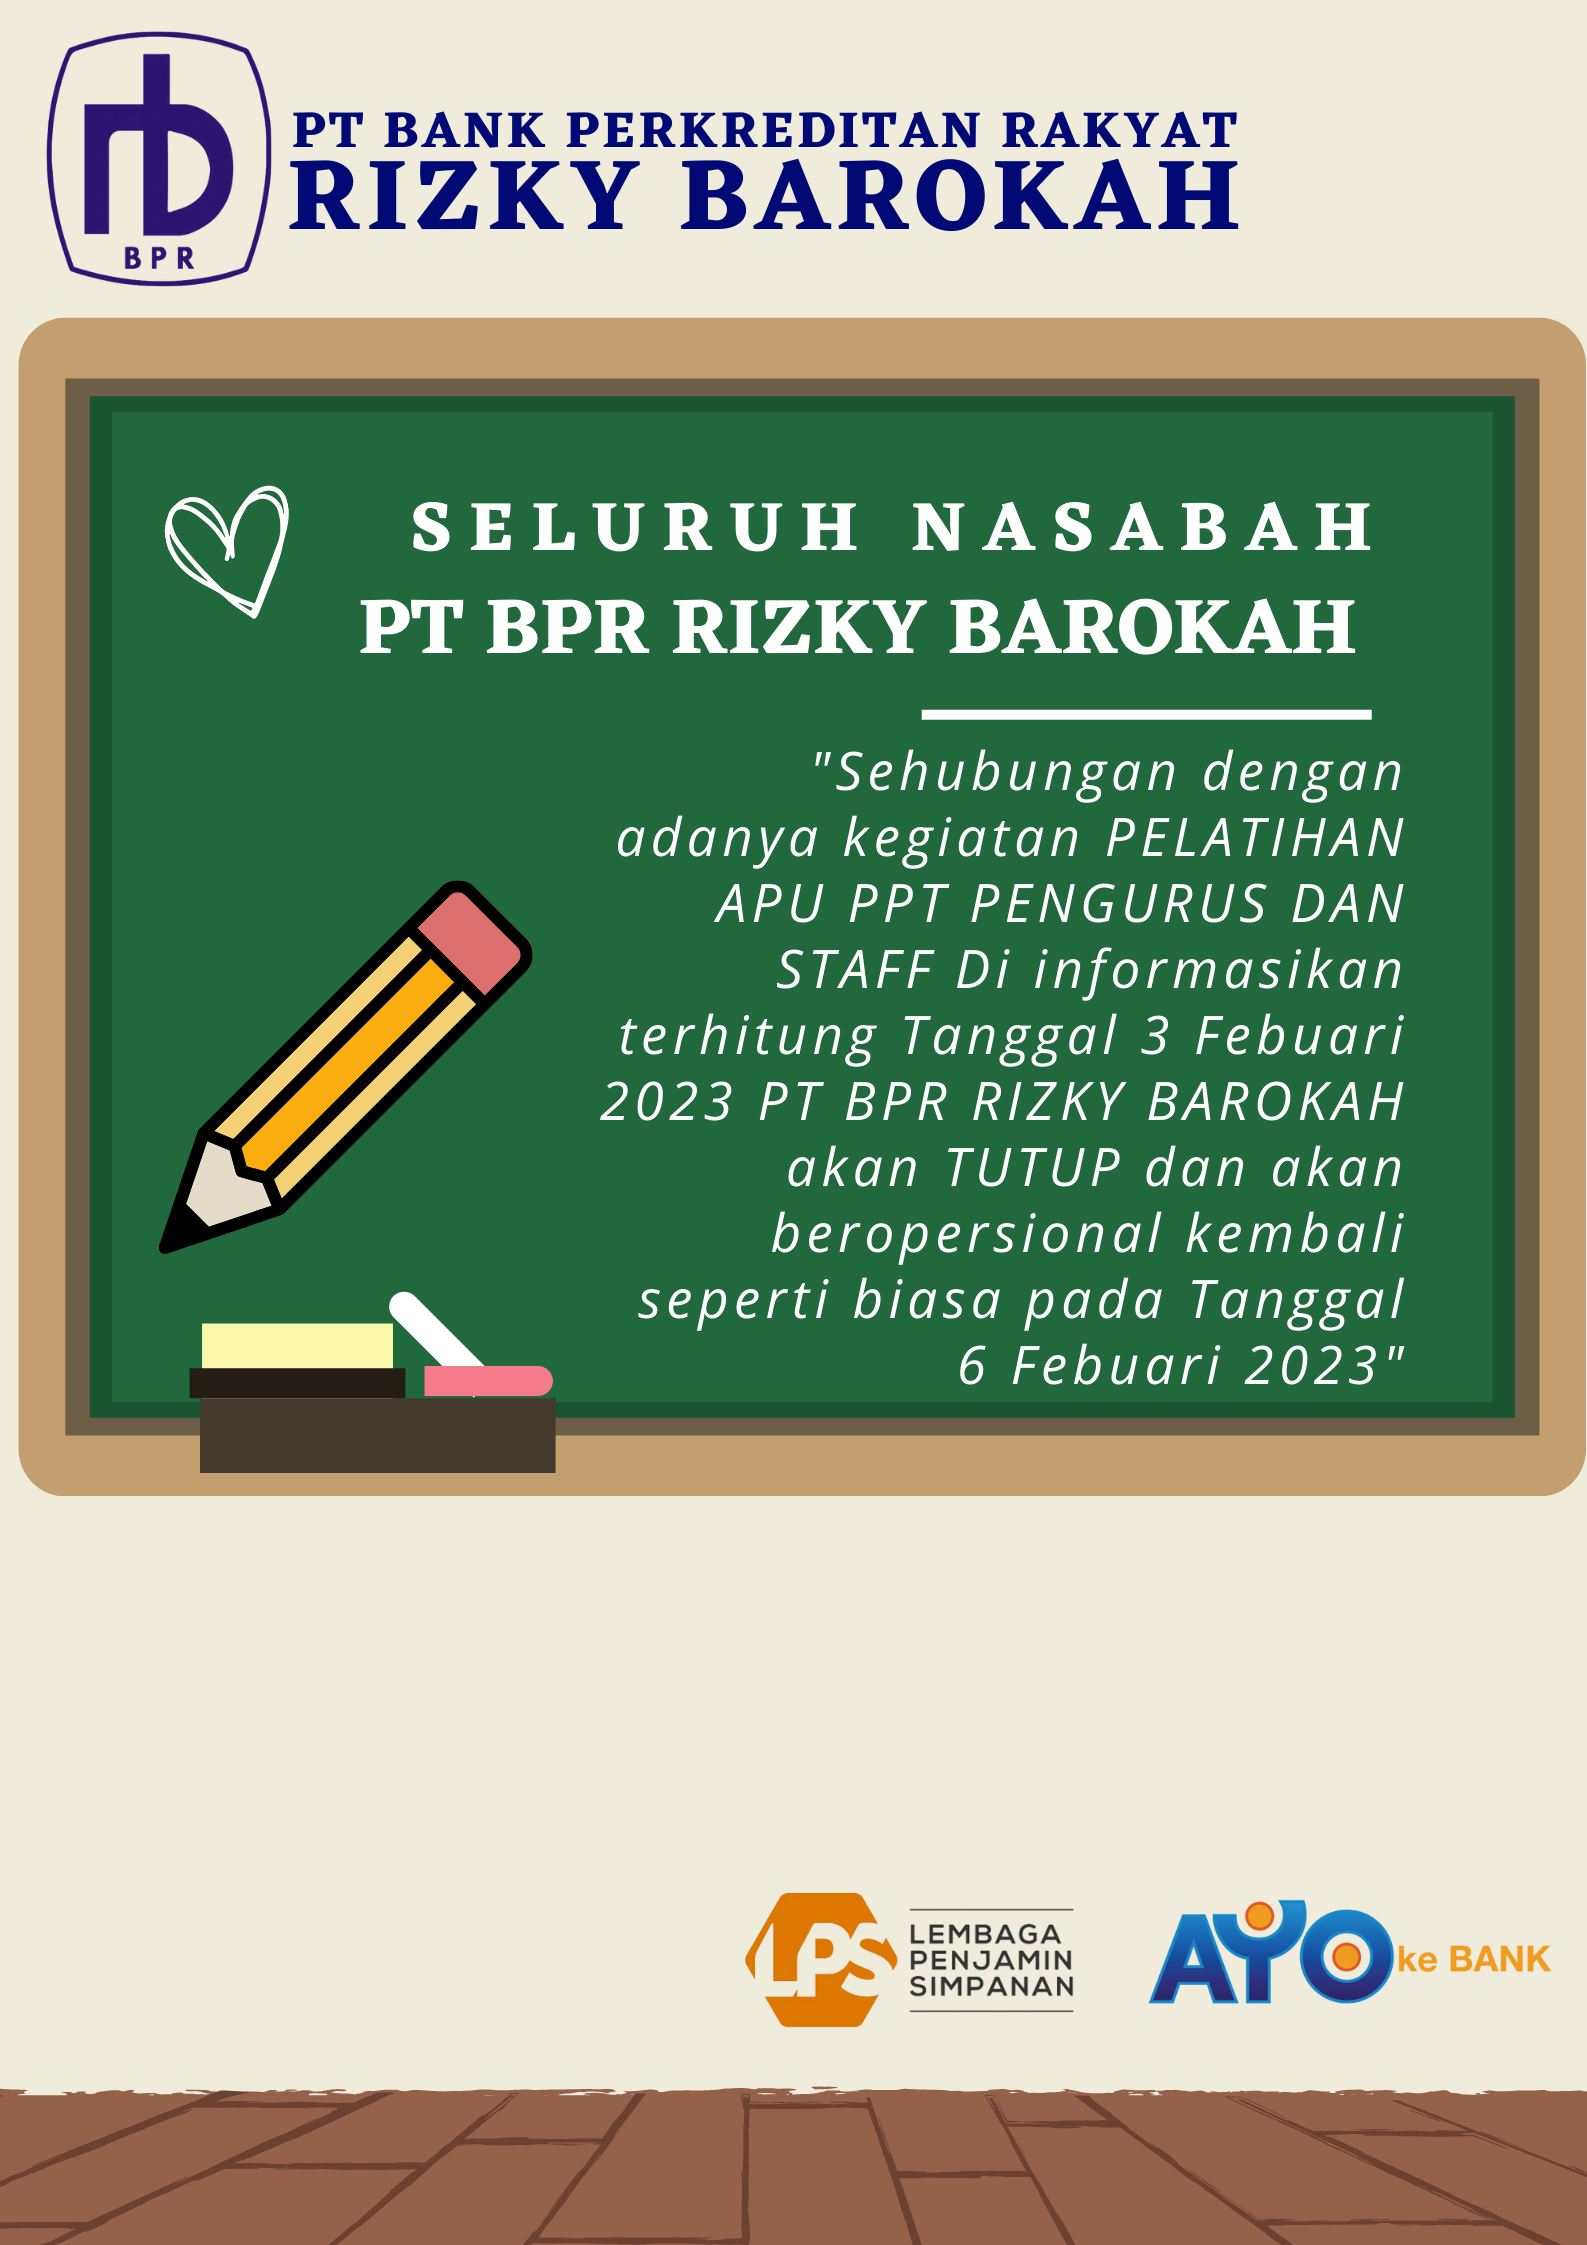 BPR
PT BANK PERKREDITAN RAKYAT
RIZKY BAROKAH
SELURUH NASABAH
PT BPR RIZKY BAROKAH
"Sehubungan dengan
adanya kegiatan PELATIHAN
APU PPT PENGURUS DAN
STAFF Di informasikan
terhitung Tanggal 3 Febuari
2023 PT BPR RIZKY BAROKAH
akan TUTUP dan akan
beropersional kembali
seperti biasa pada Tanggal
6 Febuari 2023"
LPS
LEMBAGA
PENJAMIN
SIMPANAN
AYO ke BANK